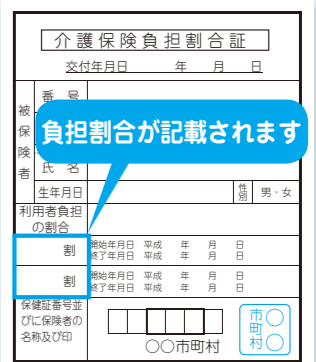 介護保険負担割合証
交付年月日 年 月 日
被保険者
番 号
負担割合が記載されます
氏 名
生年月日 性別 男・女
利用者負担
の割合
割 開始年月日 平成 年 月 日
終了年月日 平成 年 月 日
割 開始年月日 平成 年 月 日
終了年月日 平成 年 月 日
保険証番号並
びに保険者の
名称及び印
〇〇市町村
市町村〇〇